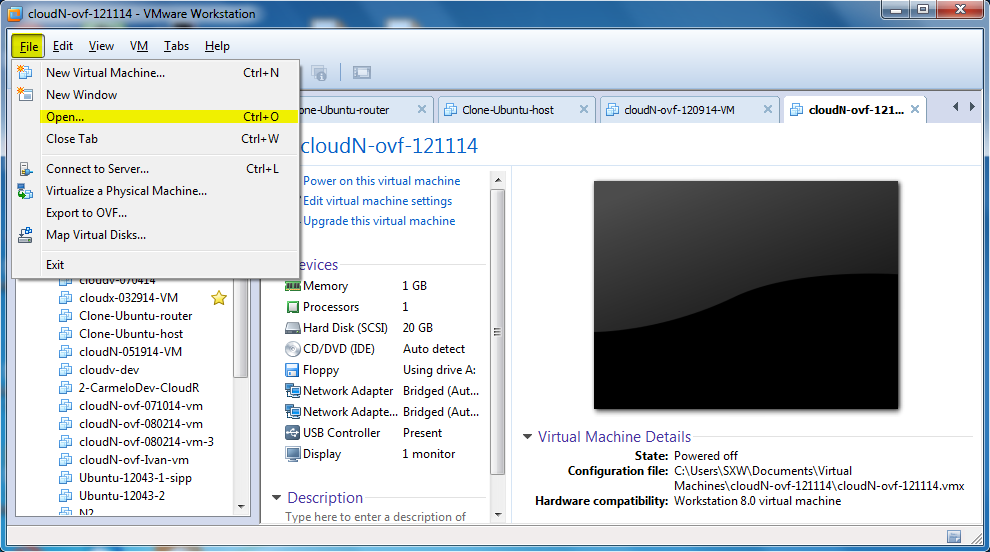 cloudN-ovf-121114 - VMware Workstation
File Edit View VM Tabs Help
New Virtual Machine... Ctrl+N
New Window
Open... Ctrl+O
Close Tab Ctrl+W
Connect to Server... Ctrl+L
Virtualize a Physical Machine...
Export to OVF...
Map Virtual Disks...
Exit
cloudv-070414
cloudx-032914-VM
Clone-Ubuntu-router
Clone-Ubuntu-host
cloudN-051914-VM
cloudv-dev
2-CarmeloDev-CloudR
cloudN-ovf-071014-vm
cloudN-ovf-080214-vm
cloudN-ovf-080214-vm-3
cloudN-ovf-Ivan-vm
Ubuntu-12043-1-sipp
Ubuntu-12043-2
N2
one-Ubuntu-router Clone-Ubuntu-host cloudN-ovf-120914-VM cloudN-ovf-121...
cloudN-ovf-121114
Power on this virtual machine
Edit virtual machine settings
Upgrade this virtual machine
evices
Memory 1 GB
Processors 1
Hard Disk (SCSI) 20 GB
CD/DVD (IDE) Auto detect
Floppy Using drive A:
Network Adapter Bridged (Aut...
Network Adapte... Bridged (Aut...
USB Controller Present
Display 1 monitor
Description
Type here to enter a description of
Virtual Machine Details
State: Powered off
Configuration file: C:\Users\SXW\Documents\Virtual
Machines\cloudN-ovf-121114\cloudN-ovf-121114.vmx
Hardware compatibility: Workstation 8.0 virtual machine